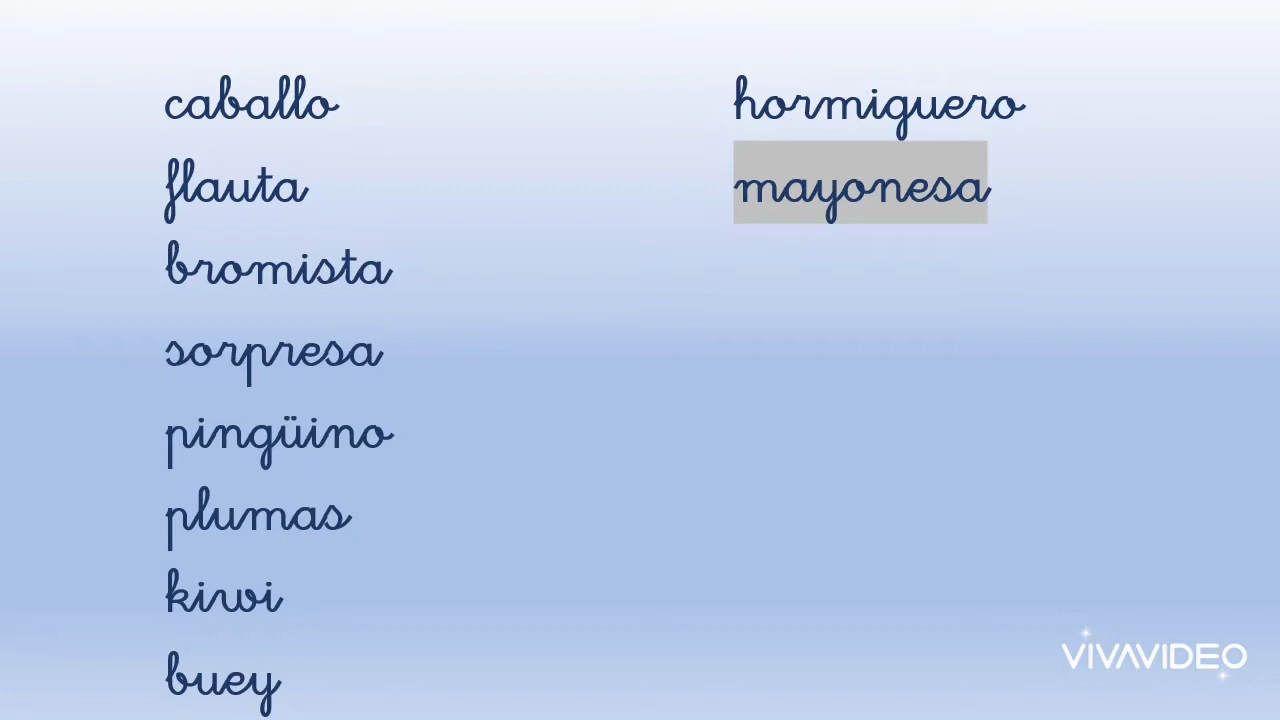 caballo
flauta
bromista
sorpresa
pingüino
plumas
kiwi
buey
hormiguero
mayonesa
VIVAVIDEO